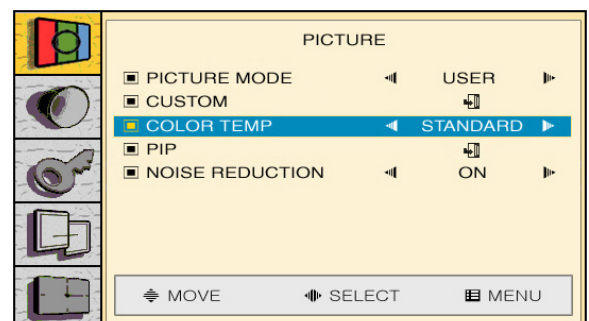 PICTURE
PICTURE MODE USER
CUSTOM
COLOR TEMP STANDARD
PIP
NOISE REDUCTION ON
MOVE SELECT MENU